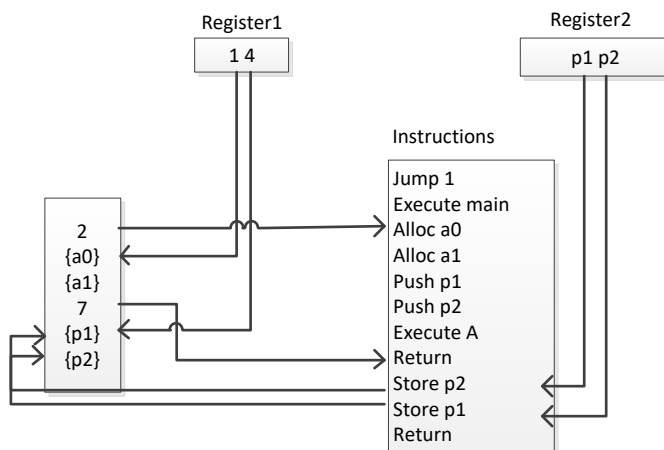 Register1
1 4
Register2
p1 p2
Instructions
Jump 1
Execute main
Alloc a0
Alloc a1
Push p1
Push p2
Execute A
Return
Store p2
Store p1
Return
2
{a0}
{a1}
7
{p1}
{p2}